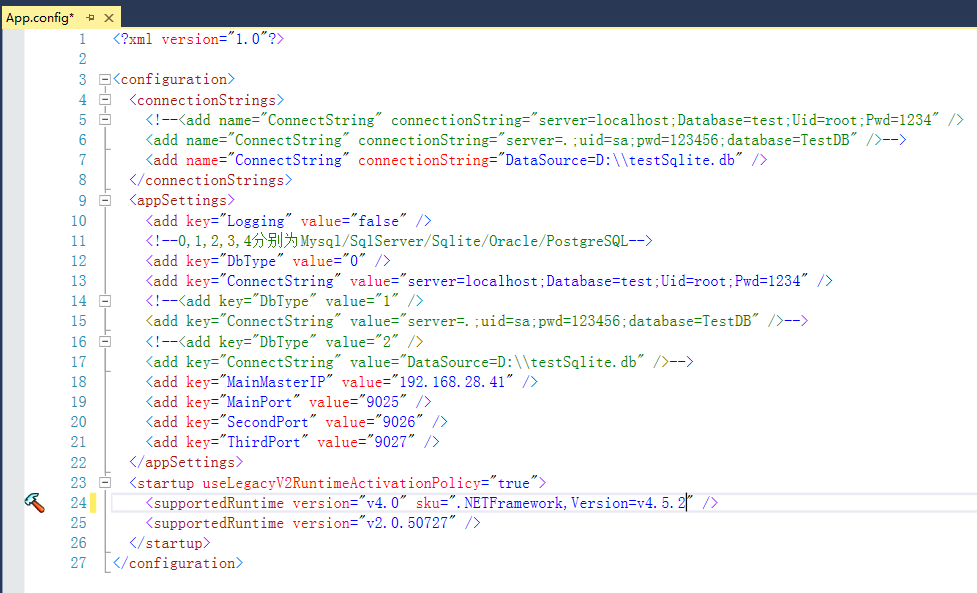 App.config*
1 <?xml version="1.0"?>
2
3 <configuration>
4 <connectionStrings>
5 <!--<add name="ConnectString" connectionString="server=localhost;Database=test;Uid=root;Pwd=1234" />
6 <add name="ConnectString" connectionString="server=.;uid=sa;pwd=123456;database=TestDB" />-->
7 <add name="ConnectString" connectionString="DataSource=D:\\testSqlite.db" />
8 </connectionStrings>
9 <appSettings>
10 <add key="Logging" value="false" />
11 <!--0,1,2,3,4分别为Mysql/SqlServer/Sqlite/Oracle/PostgreSQL-->
12 <add key="DbType" value="0" />
13 <add key="ConnectString" value="server=localhost;Database=test;Uid=root;Pwd=1234" />
14 <!--<add key="DbType" value="1" />
15 <add key="ConnectString" value="server=.;uid=sa;pwd=123456;database=TestDB" />-->
16 <!--<add key="DbType" value="2" />
17 <add key="ConnectString" value="DataSource=D:\\testSqlite.db" />-->
18 <add key="MainMasterIP" value="192.168.28.41" />
19 <add key="MainPort" value="9025" />
20 <add key="SecondPort" value="9026" />
21 <add key="ThirdPort" value="9027" />
22 </appSettings>
23 <startup useLegacyV2RuntimeActivationPolicy="true">
24 <supportedRuntime version="v4.0" sku=".NETFramework,Version=v4.5.2" />
25 <supportedRuntime version="v2.0.50727" />
26 </startup>
27 </configuration>